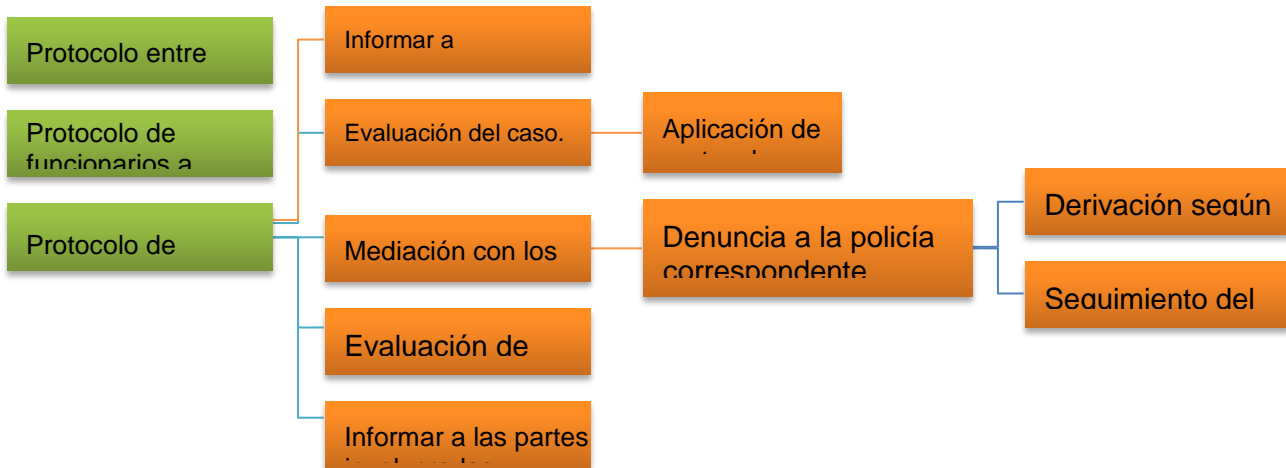 Protocolo entre
Protocolo de
funcionarios a
Protocolo de
Informar a
Evaluación del caso.
Mediación con los
Evaluación de
Informar a las partes
Aplicación de
Denuncia a la policía
correspondente
Derivación según
Seguimiento del